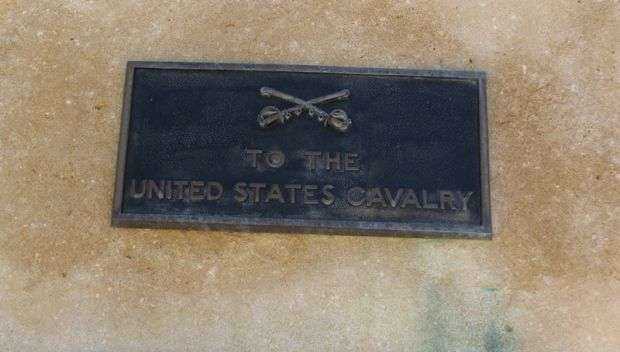 TO THE
UNITED STATES CAVALRY